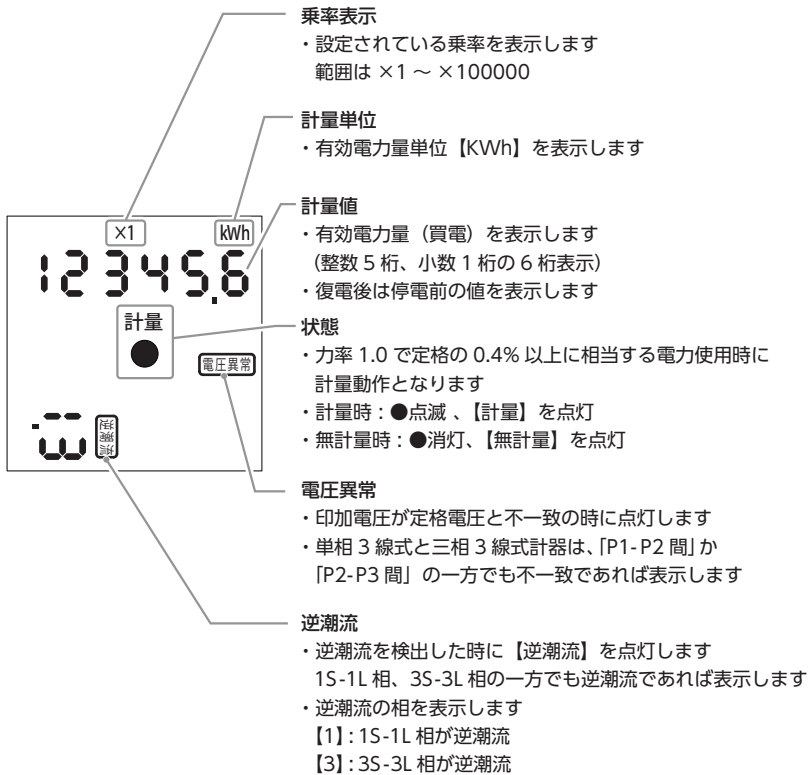 乗率表示
・設定されている乗率を表示します
範囲は ×1 ～ ×100000
計量単位
・有効電力量単位【KWh】を表示します
計量値
・有効電力量（買電）を表示します
（整数 5 桁、小数 1 桁の 6 桁表示）
・復電後は停電前の値を表示します
状態
・力率 1.0 で定格の 0.4% 以上に相当する電力使用時に
計量動作となります
・計量時：●点滅 、【計量】を点灯
・無計量時：●消灯、【無計量】を点灯
電圧異常
・印加電圧が定格電圧と不一致の時に点灯します
・単相 3 線式と三相 3 線式計器は、「P1-P2 間」か
「P2-P3 間」の一方でも不一致であれば表示します
逆潮流
・逆潮流を検出した時に【逆潮流】を点灯します
1S-1L 相、3S-3L 相の一方でも逆潮流であれば表示します
・逆潮流の相を表示します
【1】：1S-1L 相が逆潮流
【3】：3S-3L 相が逆潮流
×1
kWh
12345.6
計量
●
電圧異常
逆潮流
1.3